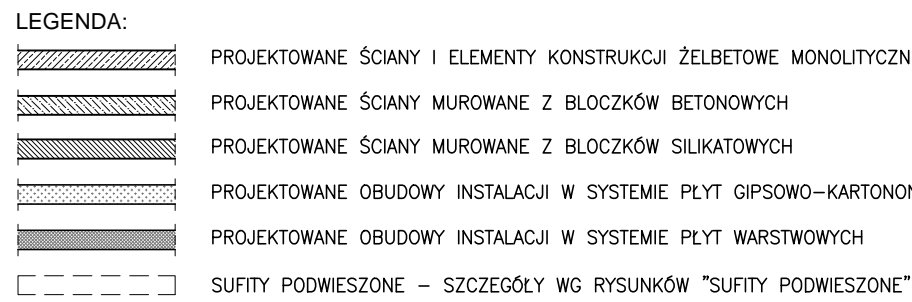 LEGENDA:
PROJEKTOWANE ŚCIANY I ELEMENTY KONSTRUKCJI ŻELBETOWE MONOLITYCZN
PROJEKTOWANE ŚCIANY MUROWANE Z BLOCZKÓW BETONOWYCH
PROJEKTOWANE ŚCIANY MUROWANE Z BLOCZKÓW SILIKATOWYCH
PROJEKTOWANE OBUDOWY INSTALACJI W SYSTEMIE PŁYT GIPSOWO-KARTONON
PROJEKTOWANE OBUDOWY INSTALACJI W SYSTEMIE PŁYT WARSTWOWYCH
SUFITY PODWIESZONE – SZCZEGÓŁY WG RYSUNKÓW "SUFITY PODWIESZONE"